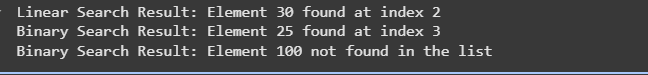 Linear Search Result: Element 30 found at index 2
Binary Search Result: Element 25 found at index 3
Binary Search Result: Element 100 not found in the list